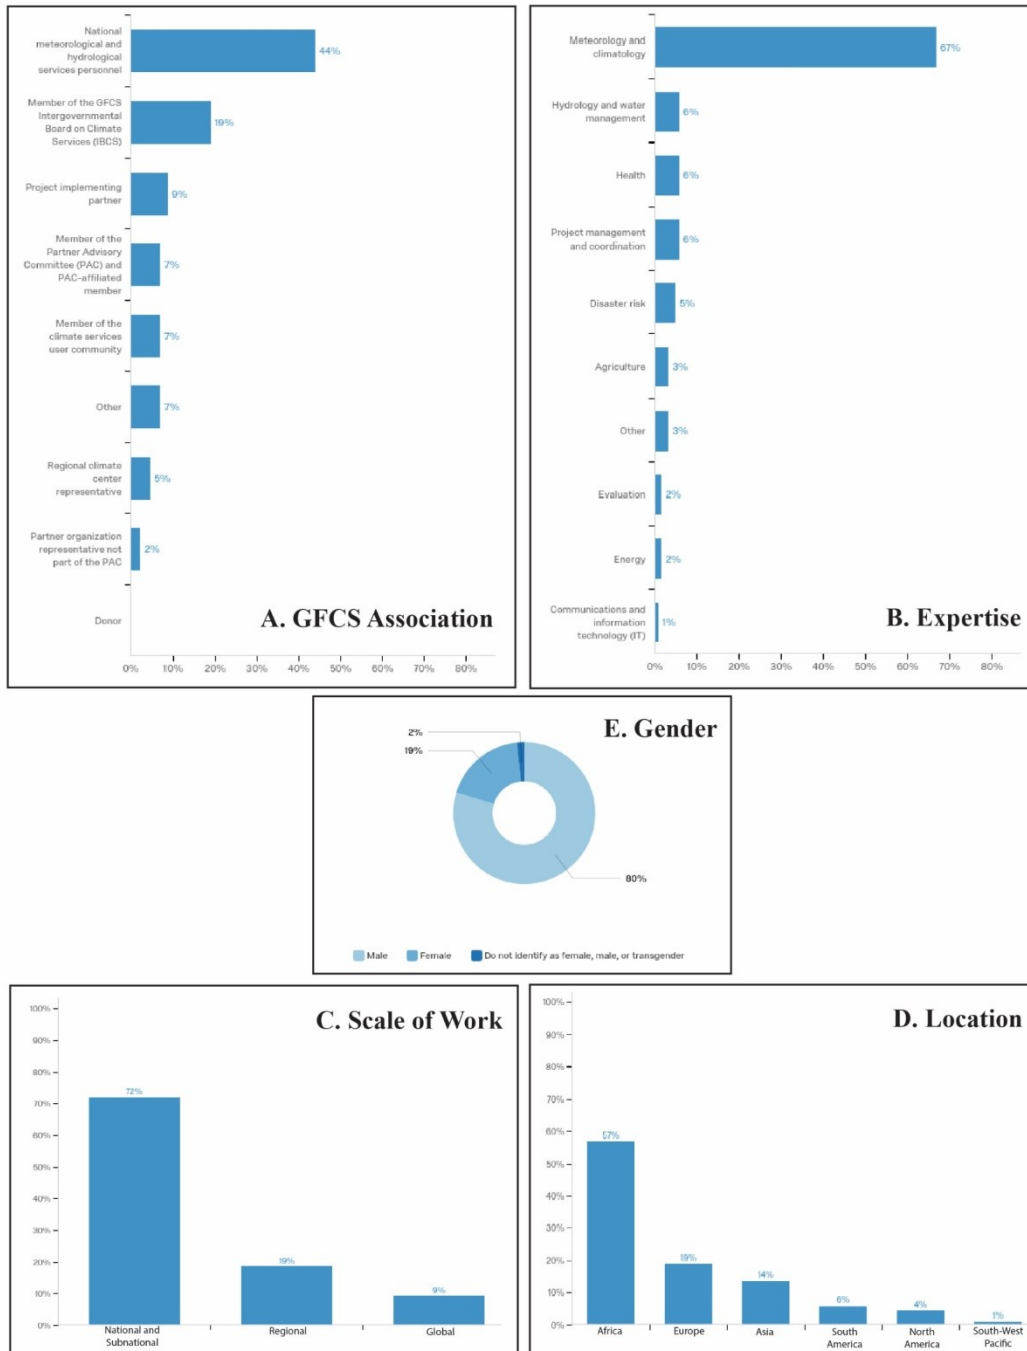 National
meteorological and
hydrological
services personnel
44%
Member of the GFCS
Intergovernmental
Board on Climate
Services (IBCS)
19%
Project implementing
partner
9%
Member of the
Partner Advisory
Committee (PAC) and
PAC-affiliated
member
7%
Member of the
climate services
user community
7%
Other
7%
Regional climate
center
representative
5%
Partner organization
representative not
part of the PAC
2%
Donor
A. GFCS Association
0% 10% 20% 30% 40% 50% 60% 70% 80%
Meteorology and
climatology
67%
Hydrology and water
management
6%
Health
6%
Project management
and coordination
6%
Disaster risk
5%
Agriculture
3%
Other
3%
Evaluation
2%
Energy
2%
Communications and
information
technology (IT)
1%
B. Expertise
0% 10% 20% 30% 40% 50% 60% 70% 80%
E. Gender
2%
19%
80%
Male Female Do not identify as female, male, or transgender
C. Scale of Work
100%
90%
80%
70%
60%
50%
40%
30%
20%
10%
0%
72%
19%
9%
National and
Subnational
Regional
Global
D. Location
100%
90%
80%
70%
60%
50%
40%
30%
20%
10%
0%
57%
19%
14%
6%
4%
1%
Africa
Europe
Asia
South
America
North
America
South-West
Pacific